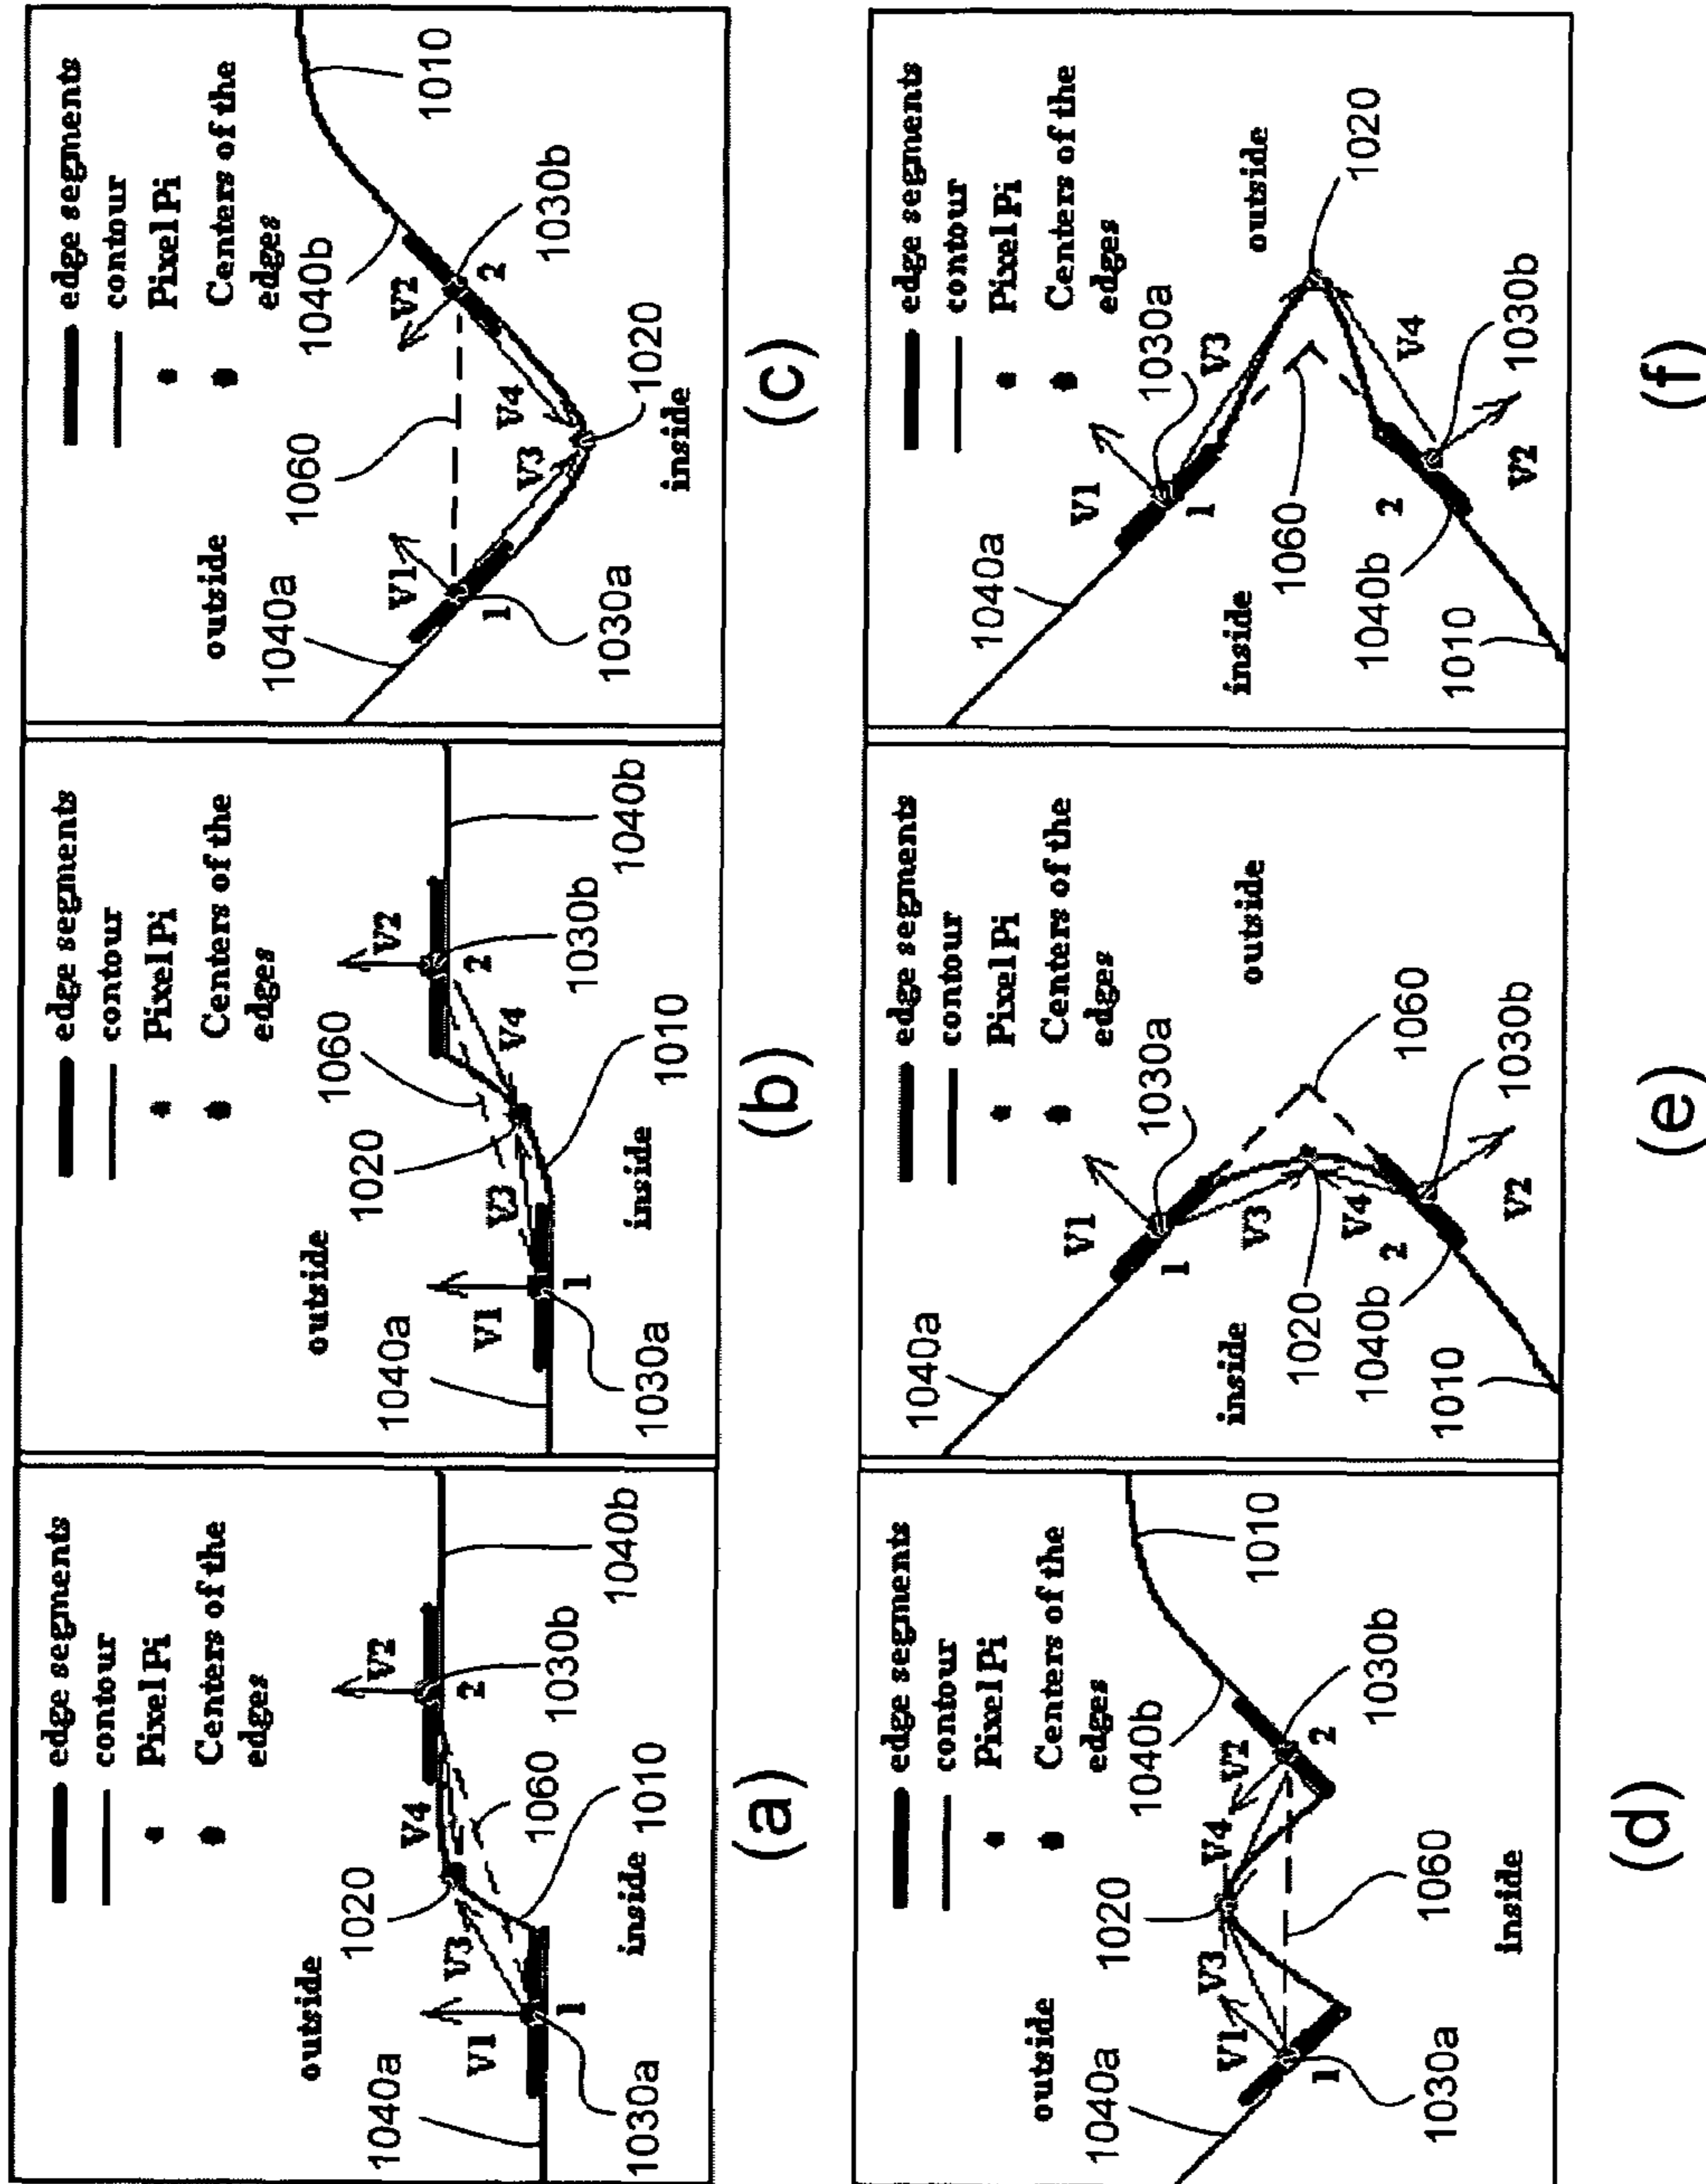 edge segments
contour
Pixel Pi
Centers of the
edges
outside
1040a
V1
1
1030a
1020
V3
V4
V2
2
1030b
1040b
1060
1010
inside
(a)
edge segments
contour
Pixel Pi
Centers of the
edges
outside
1040a
V1
1
1030a
1020
V3
1060
V4
V2
2
1030b
1040b
1010
inside
(b)
edge segments
contour
Pixel Pi
Centers of the
edges
outside
1040a
V1
1
1030a
1060
V3
V4
V2
2
1040b
1030b
1020
1010
inside
(c)
edge segments
contour
Pixel Pi
Centers of the
edges
outside
1040a
V1
1
1030a
V3
1020
V4
V2
2
1040b
1030b
1060
1010
inside
(d)
edge segments
contour
Pixel Pi
Centers of the
edges
1040a
V1
1
1030a
outside
inside
V3
1020
V4
2
1040b
1010
V2
1030b
1060
(e)
edge segments
contour
Pixel Pi
Centers of the
edges
1040a
V1
1
1030a
V3
outside
inside
1060
1020
2
V4
1040b
1010
V2
1030b
(f)